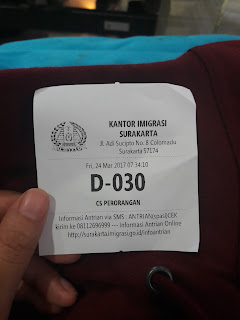 KANTOR IMIGRASI
SURAKARTA
Jl. Adi Sucipto No. 8 Colomadu
Surakarta 57174
Fri, 24 Mar 2017 07:34:10
D-030
CS PERORANGAN
Informasi Antrian via SMS : ANTRIAN(spasi)CEK
kirim ke 08112696999 --- Informasi Antrian Online
http://surakarta.imigrasi.go.id/infoantrian